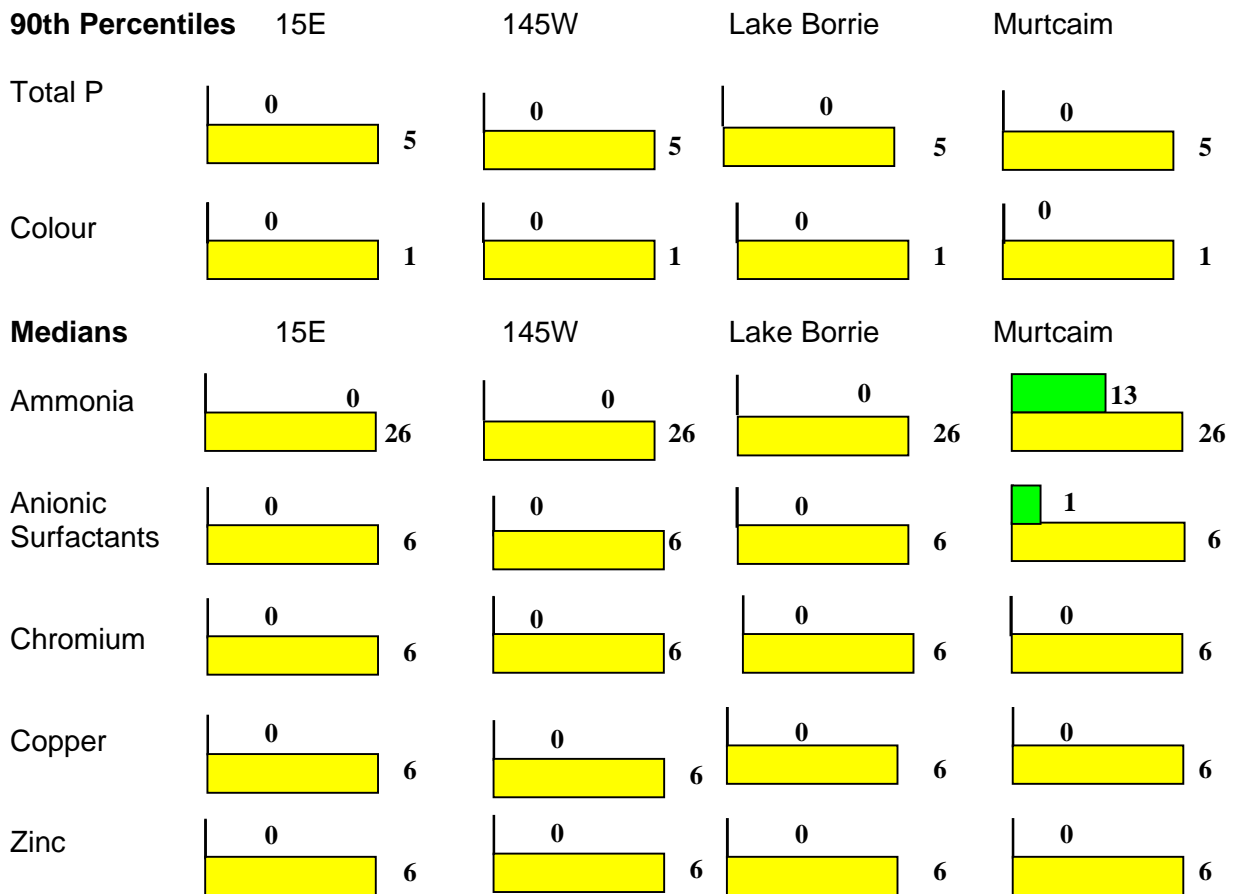 90th Percentiles 15E 145W Lake Borrie Murtcaim
Total P
0 0 0 0
5 5 5 5
Colour
0 0 0 0
1 1 1 1
Medians 15E 145W Lake Borrie Murtcaim
Ammonia
0 0 0 13
26 26 26 26
Anionic
Surfactants
0 0 0 1
6 6 6 6
Chromium
0 0 0 0
6 6 6 6
Copper
0 0 0 0
6 6 6 6
Zinc
0 0 0 0
6 6 6 6